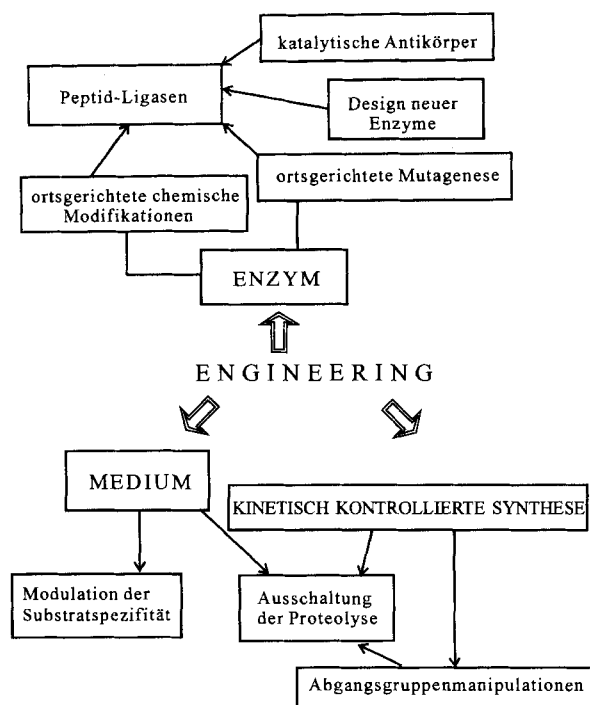 katalytische Antikörper
Peptid-Ligasen
Design neuer
Enzyme
ortsgerichtete Mutagenese
ortsgerichtete chemische
Modifikationen
ENZYM
ENGINEERING
MEDIUM
KINETISCH KONTROLLIERTE SYNTHESE
Modulation der
Substratspezifität
Ausschaltung
der Proteolyse
Abgangsgruppenmanipulationen